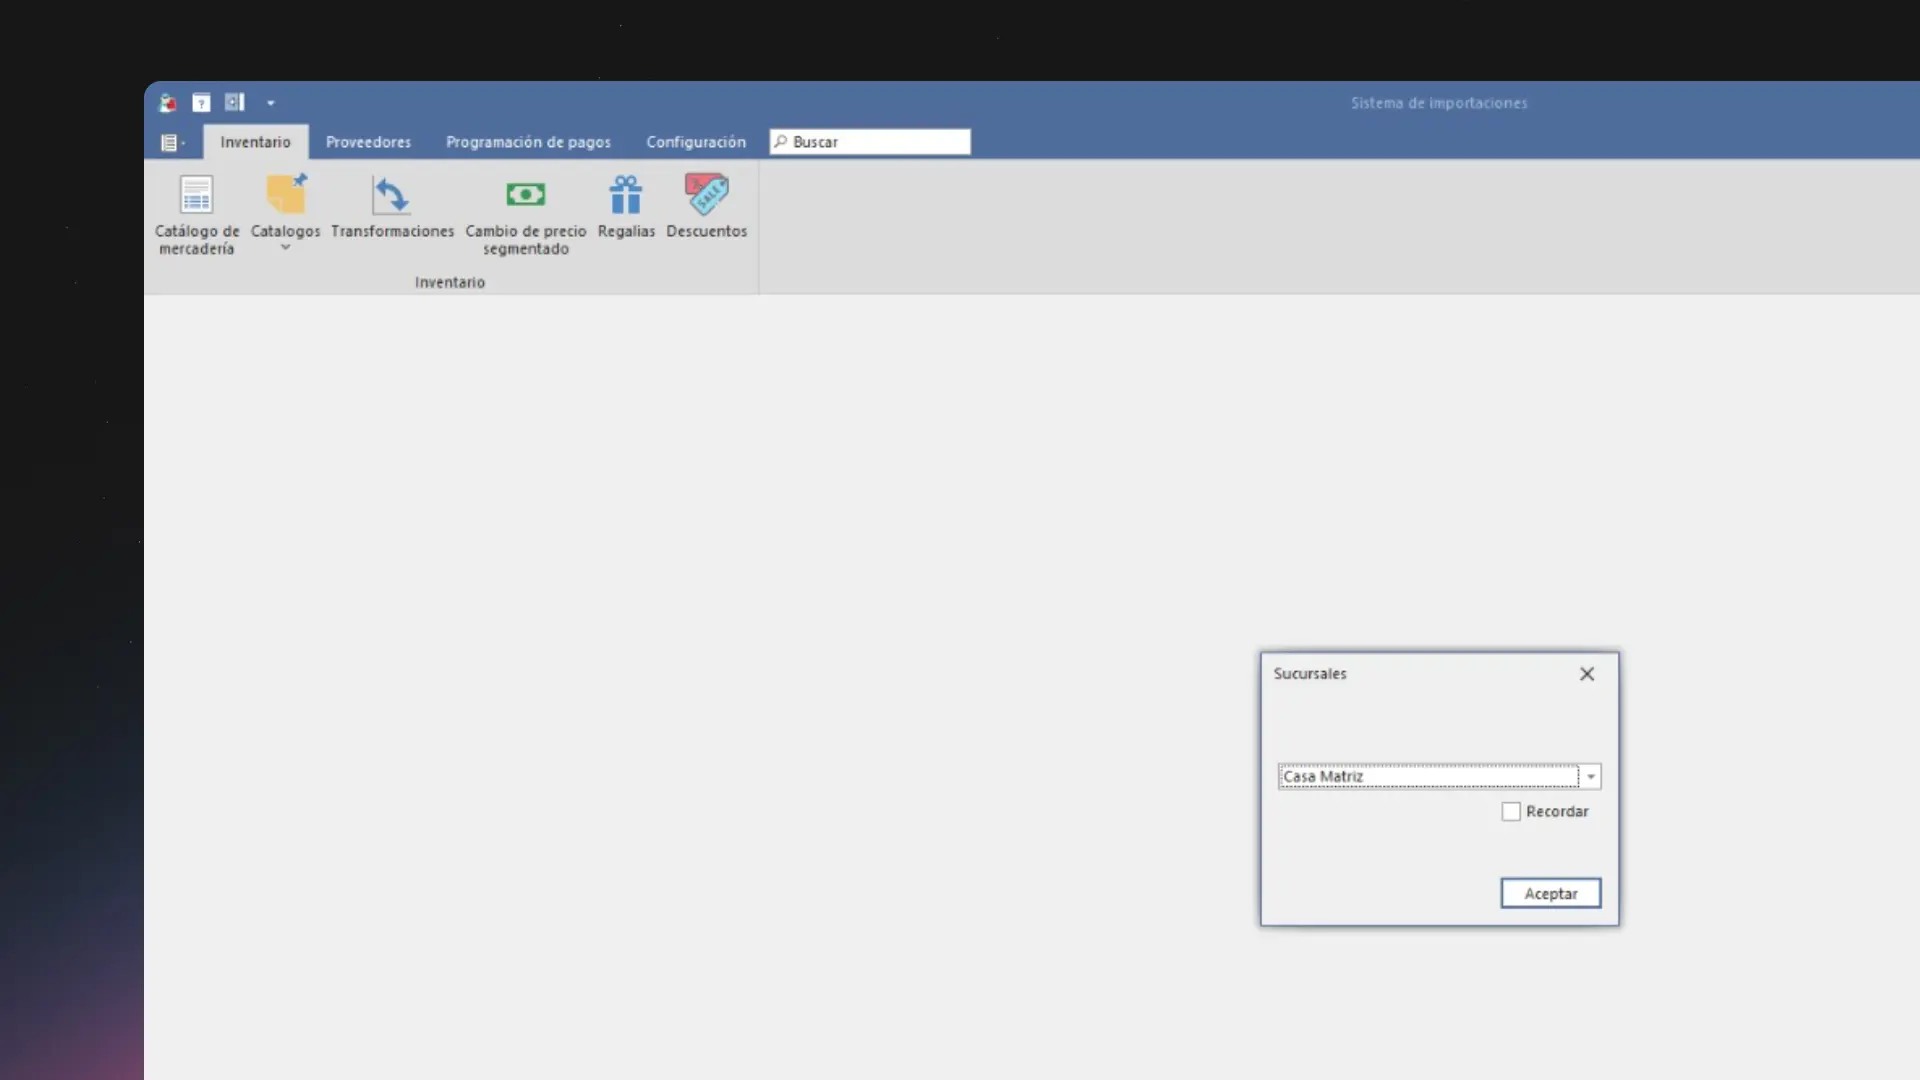 Sistema de importaciones
Inventario
Proveedores
Programación de pagos
Configuración
Buscar
Catálogo de
mercadería
Catalogos
Transformaciones
Cambio de precio
segmentado
Regalias
Descuentos
SALE
Inventario
Sucursales
Casa Matriz
Recordar
Aceptar